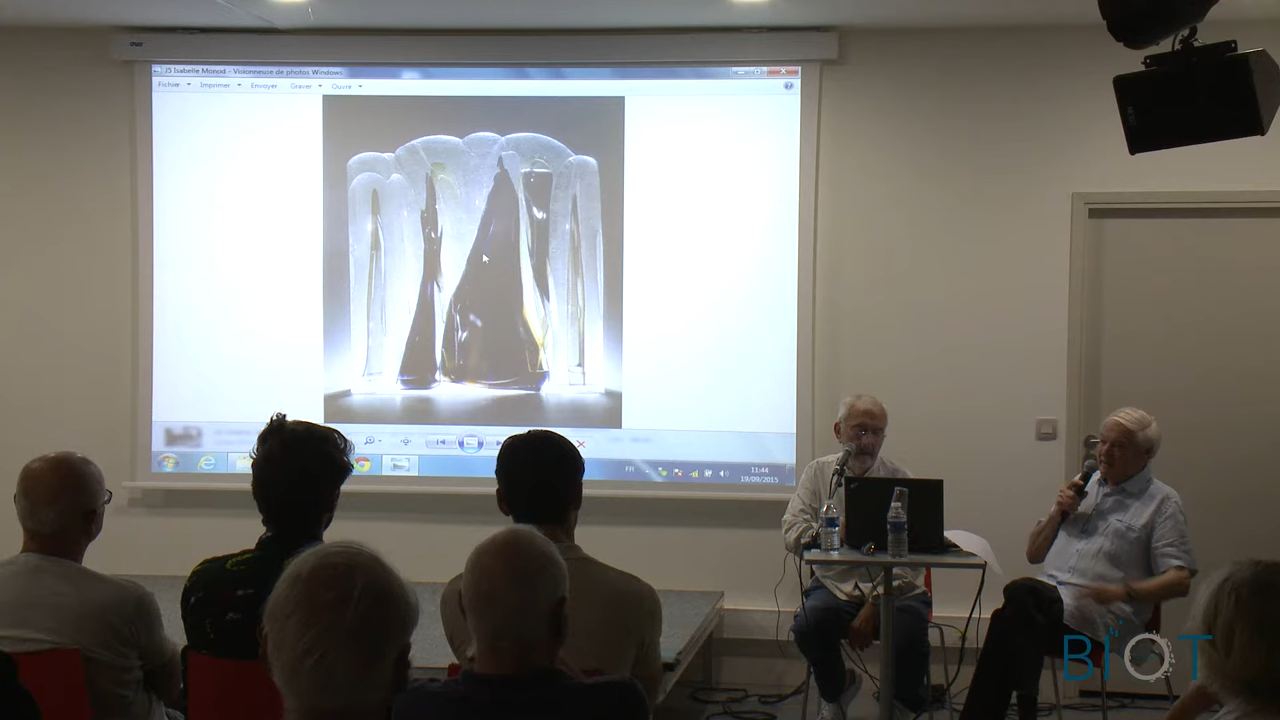 J5 Isabelle Monod - Visionneuse de photos Windows
Fichier Imprimer Envoyer Graver Ouvrir
FR
11:44
19/09/2015
BIOT